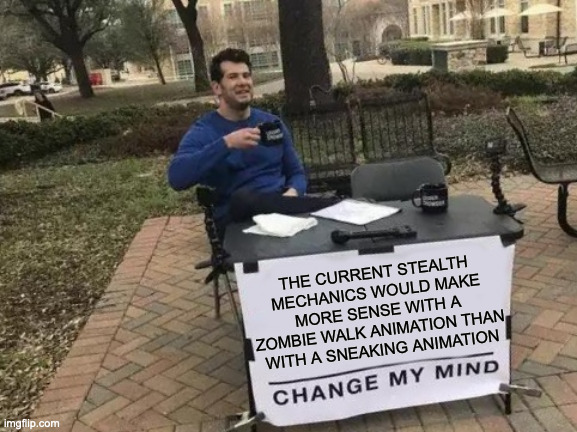 THE CURRENT STEALTH
MECHANICS WOULD MAKE
MORE SENSE WITH A
ZOMBIE WALK ANIMATION THAN
WITH A SNEAKING ANIMATION
CHANGE MY MIND
imgflip.com